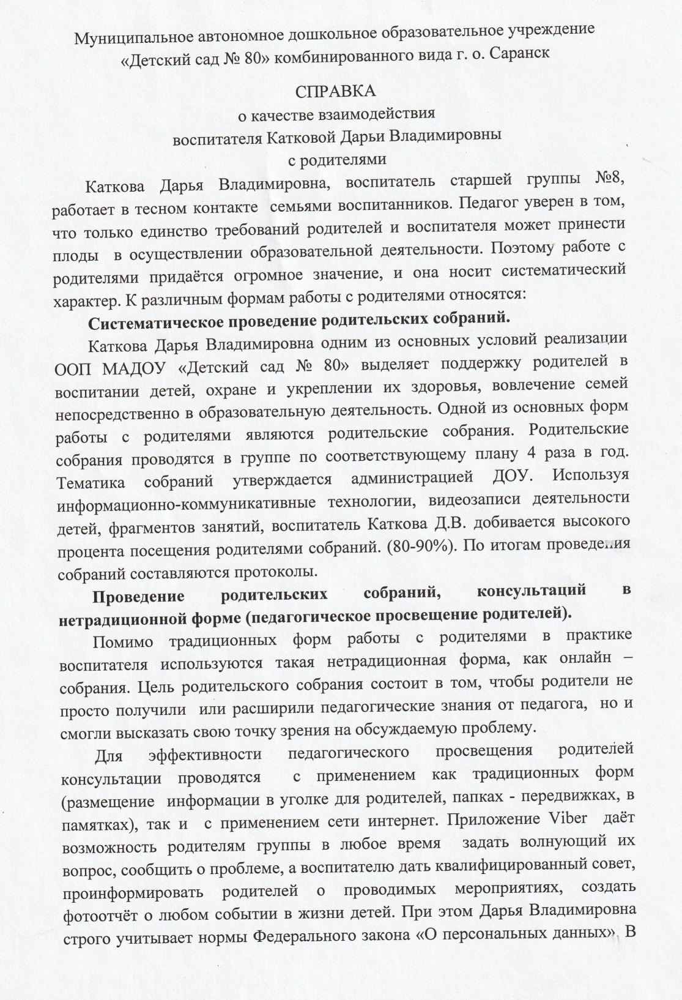 Муниципальное автономное дошкольное образовательное учреждение
«Детский сад № 80» комбинированного вида г. о. Саранск
СПРАВКА
о качестве взаимодействия
воспитателя Катковой Дарьи Владимировны
с родителями
Каткова Дарья Владимировна, воспитатель старшей группы №8,
работает в тесном контакте семьями воспитанников. Педагог уверен в том,
что только единство требований родителей и воспитателя может принести
плоды в осуществлении образовательной деятельности. Поэтому работе с
родителями придаётся огромное значение, и она носит систематический
характер. К различным формам работы с родителями относятся:
Систематическое проведение родительских собраний.
Каткова Дарья Владимировна одним из основных условий реализации
ООП МАДОУ «Детский сад № 80» выделяет поддержку родителей в
воспитании детей, охране и укреплении их здоровья, вовлечение семей
непосредственно в образовательную деятельность. Одной из основных форм
работы с родителями являются родительские собрания. Родительские
собрания проводятся в группе по соответствующему плану 4 раза в год.
Тематика собраний утверждается администрацией ДОУ. Используя
информационно-коммуникативные технологии, видеозаписи деятельности
детей, фрагментов занятий, воспитатель Каткова Д.В. добивается высокого
процента посещения родителями собраний. (80-90%). По итогам проведения
собраний составляются протоколы.
Проведение родительских собраний, консультаций в
нетрадиционной форме (педагогическое просвещение родителей).
Помимо традиционных форм работы с родителями в практике
воспитателя используются такая нетрадиционная форма, как онлайн –
собрания. Цель родительского собрания состоит в том, чтобы родители не
просто получили или расширили педагогические знания от педагога, но и
смогли высказать свою точку зрения на обсуждаемую проблему.
Для эффективности педагогического просвещения родителей
консультации проводятся с применением как традиционных форм
(размещение информации в уголке для родителей, папках - передвижках, в
памятках), так и с применением сети интернет. Приложение Viber даёт
возможность родителям группы в любое время задать волнующий их
вопрос, сообщить о проблеме, а воспитателю дать квалифицированный совет,
проинформировать родителей о проводимых мероприятиях, создать
фотоотчёт о любом событии в жизни детей. При этом Дарья Владимировна
строго учитывает нормы Федерального закона «О персональных данных». В